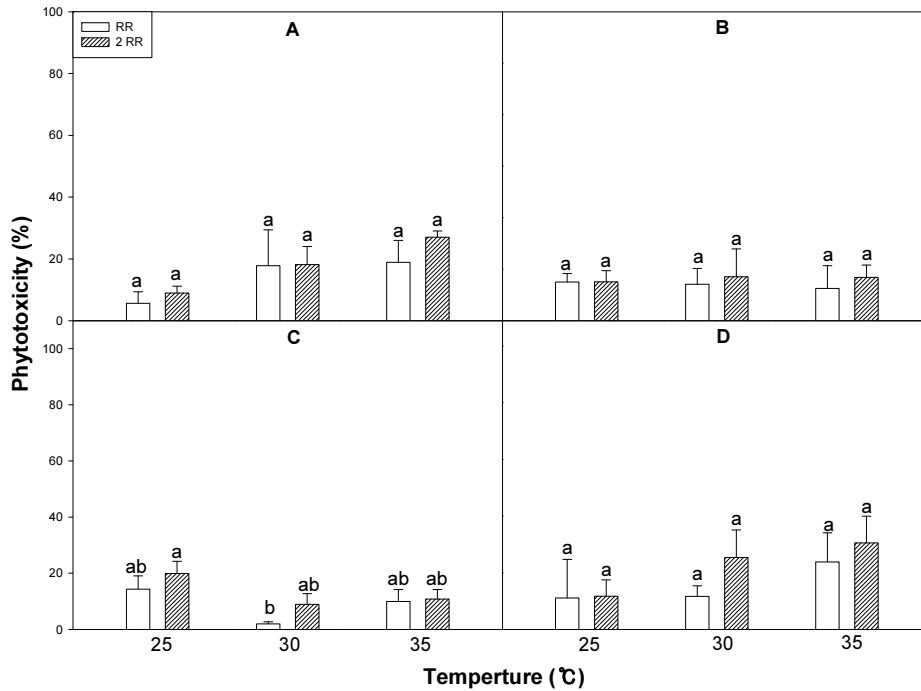 RR
2 RR
A
B
100
80
60
40
20
0
a a a a a a
a a a a a a
Phytotoxicity (%)
C
D
100
80
60
40
20
0
ab a b ab ab ab
a a a a a a
25 30 35 25 30 35
Temperture (℃)